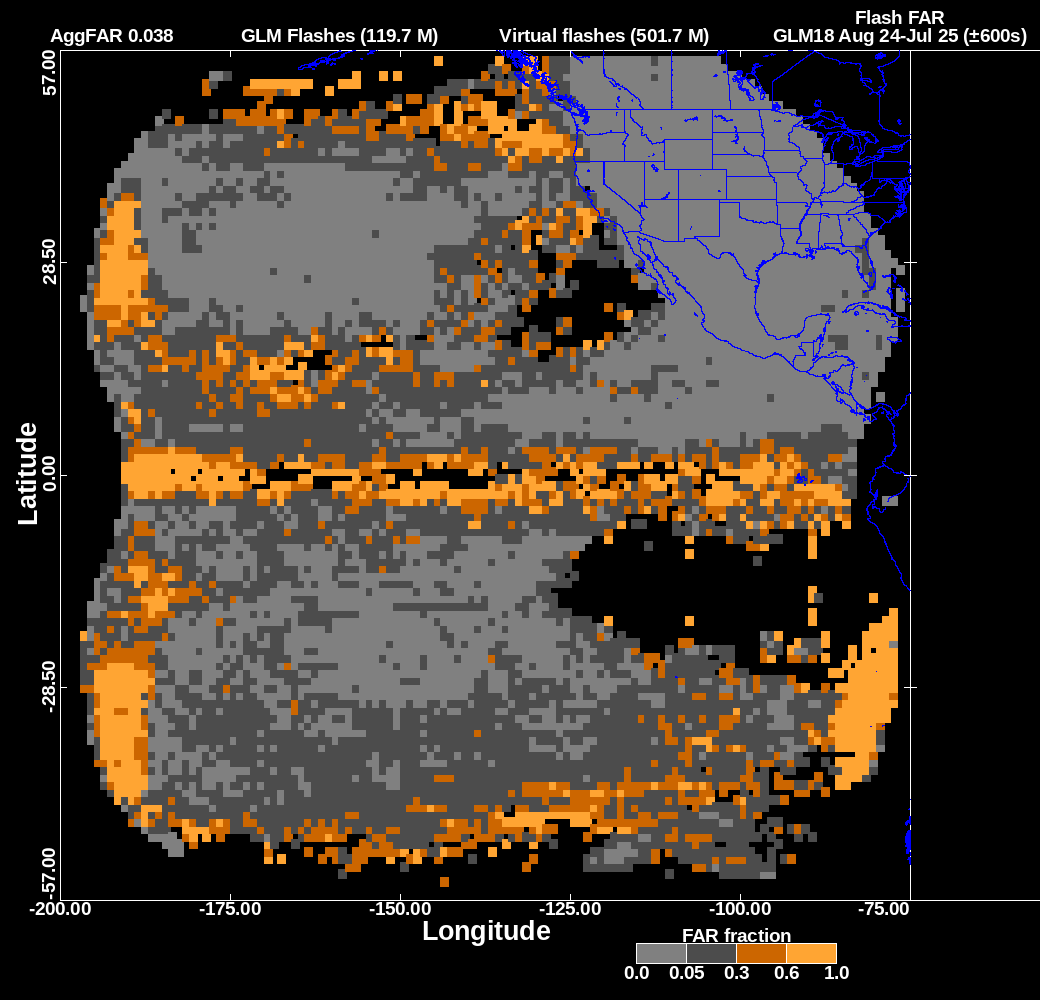 Flash FAR
AggFAR 0.038 GLM Flashes (119.7 M) Virtual flashes (501.7 M) GLM18 Aug 24-Jul 25 (±600s)
57.00
28.50
0.00
-28.50
-57.00
Latitude
-200.00 -175.00 -150.00 -125.00 -100.00 -75.00
Longitude
FAR fraction
0.0 0.05 0.3 0.6 1.0